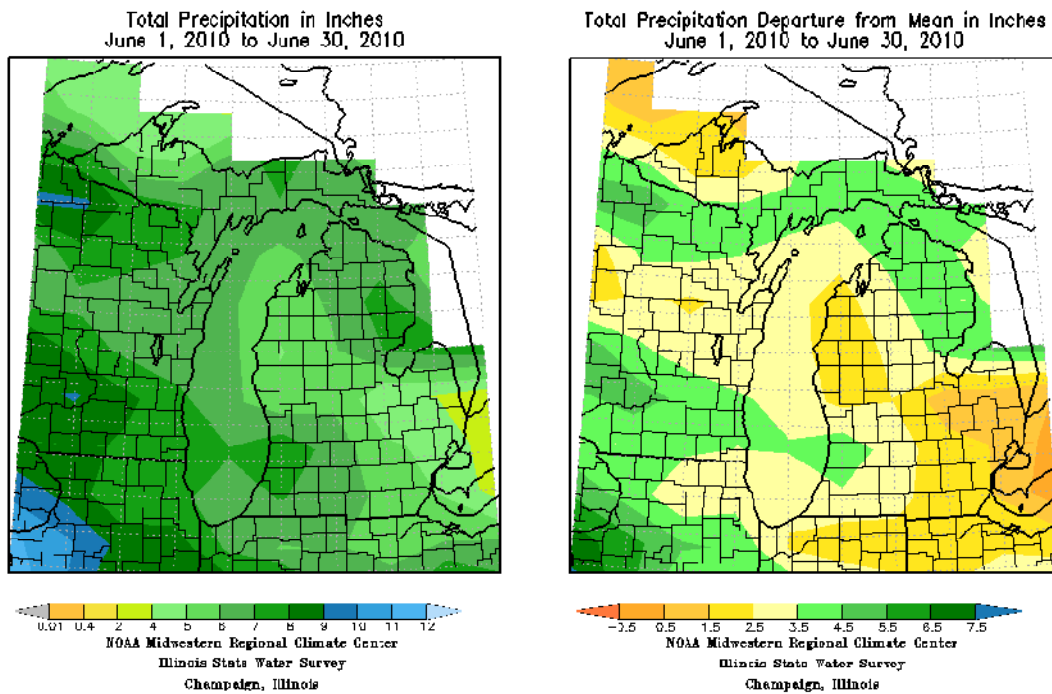 Total Precipitation in Inches
June 1, 2010 to June 30, 2010
0.01 0.4 2 4 5 6 7 8 9 10 11 12
NOAA Midwestern Regional Climate Center
Illinois State Water Survey
Champaign, Illinois
Total Precipitation Departure from Mean in Inches
June 1, 2010 to June 30, 2010
-3.5 0.5 1.5 2.5 3.5 4.5 5.5 6.5 7.5
NOAA Midwestern Regional Climate Center
Illinois State Water Survey
Champaign, Illinois